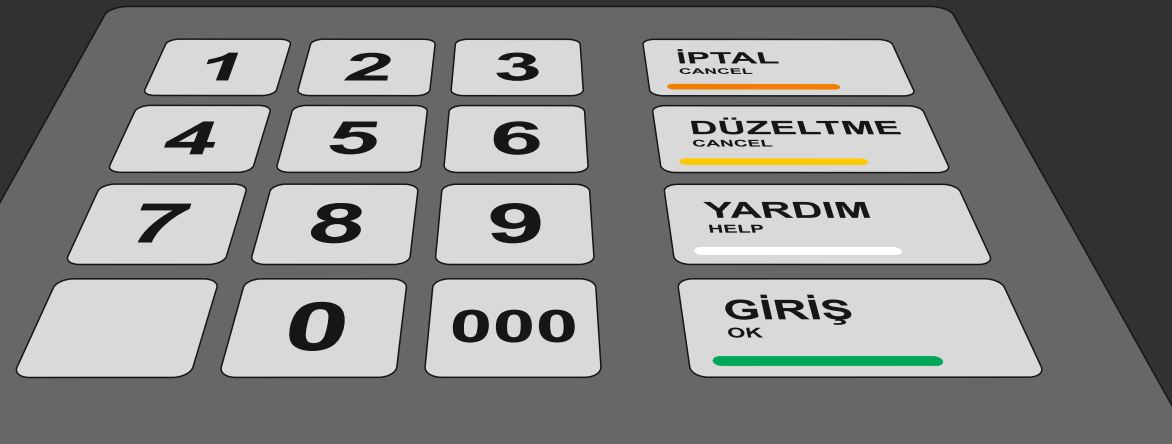 1 2 3 İPTAL
CANCEL
4 5 6 DÜZELTME
CANCEL
7 8 9 YARDIM
HELP
0 000 GİRİŞ
OK